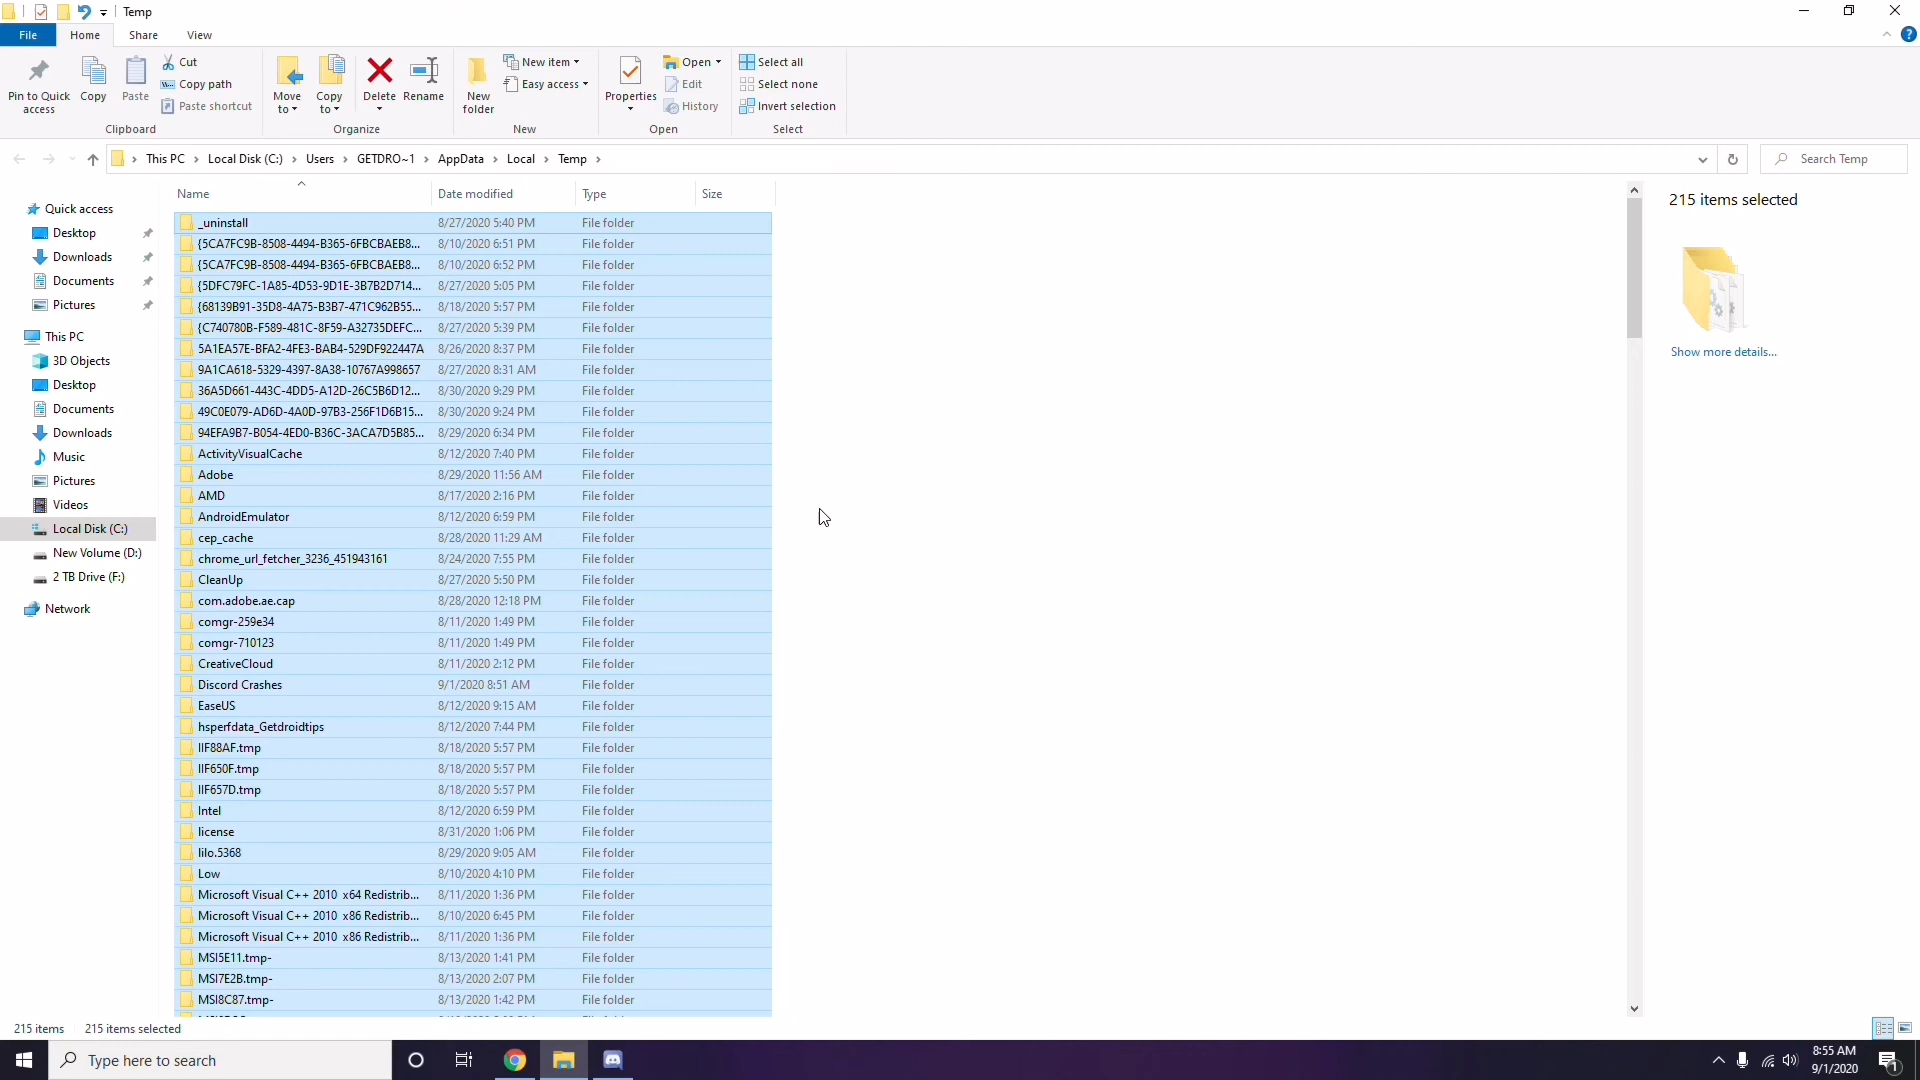 Temp
File
Home
Share
View
Pin to Quick access
Copy
Paste
Cut
Copy path
Paste shortcut
Clipboard
Move to
Copy to
Delete
Rename
Organize
New folder
New item
Easy access
New
Properties
Open
Edit
History
Open
Select all
Select none
Invert selection
Select
This PC > Local Disk (C:) > Users > GETDRO~1 > AppData > Local > Temp >
Search Temp
Quick access
Desktop
Downloads
Documents
Pictures
This PC
3D Objects
Desktop
Documents
Downloads
Music
Pictures
Videos
Local Disk (C:)
New Volume (D:)
2 TB Drive (F:)
Network
Name Date modified Type Size
_uninstall 8/27/2020 5:40 PM File folder
{5CA7FC9B-8508-4494-B365-6FBCBAEB8... 8/10/2020 6:51 PM File folder
{5CA7FC9B-8508-4494-B365-6FBCBAEB8... 8/10/2020 6:52 PM File folder
{5DFC79FC-1A85-4D53-9D1E-3B7B2D714... 8/27/2020 5:05 PM File folder
{68139B91-35D8-4A75-B3B7-471C962B55... 8/18/2020 5:57 PM File folder
{C740780B-F589-481C-8F59-A32735DEFC... 8/27/2020 5:39 PM File folder
5A1EA57E-BFA2-4FE3-BAB4-529DF922447A 8/26/2020 8:37 PM File folder
9A1CA618-5329-4397-8A38-10767A998657 8/27/2020 8:31 AM File folder
36A5D661-443C-4DD5-A12D-26C5B6D12... 8/30/2020 9:29 PM File folder
49C0E079-AD6D-4A0D-97B3-256F1D6B15... 8/30/2020 9:24 PM File folder
94EFA9B7-B054-4ED0-B36C-3ACA7D5B85... 8/29/2020 6:34 PM File folder
ActivityVisualCache 8/12/2020 7:40 PM File folder
Adobe 8/29/2020 11:56 AM File folder
AMD 8/17/2020 2:16 PM File folder
AndroidEmulator 8/12/2020 6:59 PM File folder
cep_cache 8/28/2020 11:29 AM File folder
chrome_url_fetcher_3236_451943161 8/24/2020 7:55 PM File folder
CleanUp 8/27/2020 5:50 PM File folder
com.adobe.ae.cap 8/28/2020 12:18 PM File folder
comgr-259e34 8/11/2020 1:49 PM File folder
comgr-710123 8/11/2020 1:49 PM File folder
CreativeCloud 8/11/2020 2:12 PM File folder
Discord Crashes 9/1/2020 8:51 AM File folder
EaseUS 8/12/2020 9:15 AM File folder
hsperfdata_Getdroidtips 8/12/2020 7:44 PM File folder
IIF88AF.tmp 8/18/2020 5:57 PM File folder
IIF650F.tmp 8/18/2020 5:57 PM File folder
IIF657D.tmp 8/18/2020 5:57 PM File folder
Intel 8/12/2020 6:59 PM File folder
license 8/31/2020 1:06 PM File folder
lilo.5368 8/29/2020 9:05 AM File folder
Low 8/10/2020 4:10 PM File folder
Microsoft Visual C++ 2010 x64 Redistrib... 8/11/2020 1:36 PM File folder
Microsoft Visual C++ 2010 x86 Redistrib... 8/10/2020 6:45 PM File folder
Microsoft Visual C++ 2010 x86 Redistrib... 8/11/2020 1:36 PM File folder
MSI5E11.tmp- 8/13/2020 1:41 PM File folder
MSI7E2B.tmp- 8/13/2020 2:07 PM File folder
MSI8C87.tmp- 8/13/2020 1:42 PM File folder
215 items selected
Show more details...
215 items 215 items selected
Type here to search
8:55 AM
9/1/2020
1